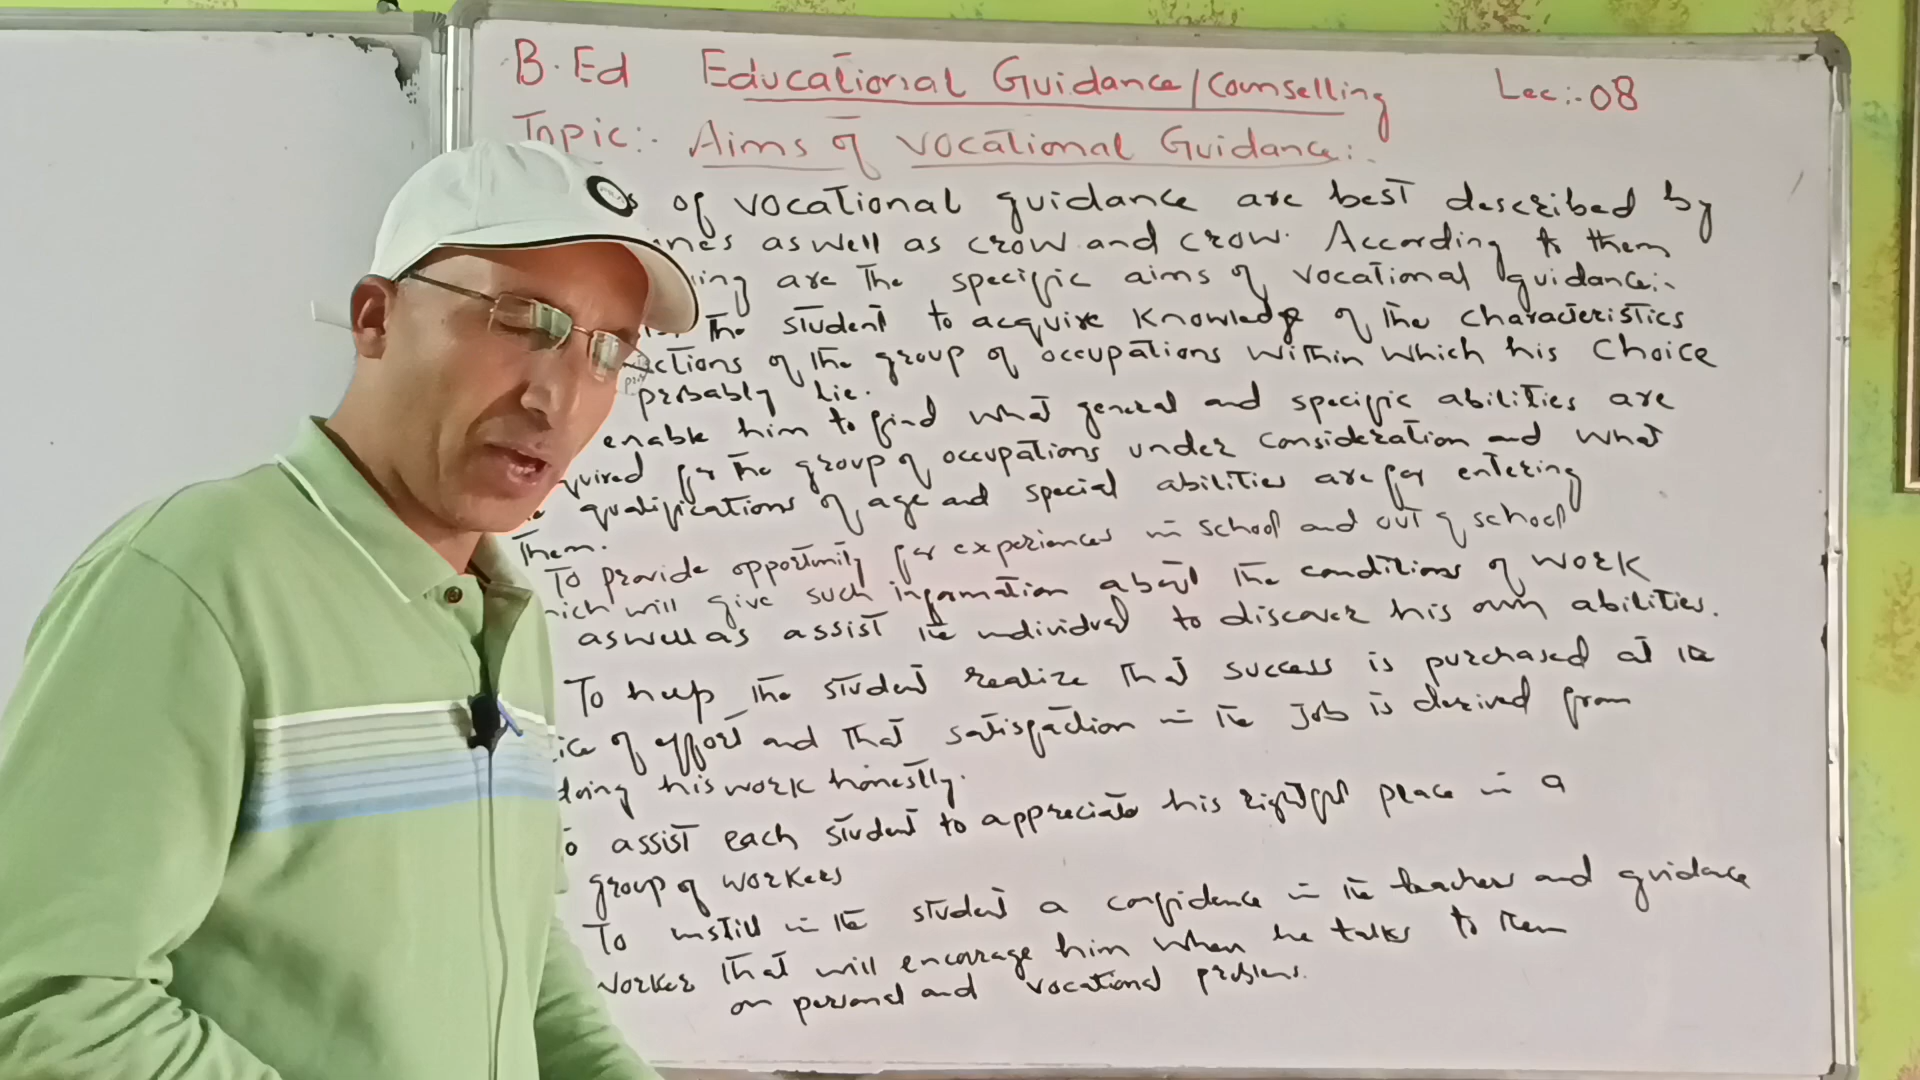 B.Ed Educational Guidance/Counselling Lec:-08
Topic:- Aims of Vocational Guidance:-
of vocational guidance are best described by
as well as crow and crow. According to them
are the specific aims of vocational guidance:-
the student to acquire knowledge of the characteristics
of the group of occupations within which his choice
probably lie.
enable him to find what general and specific abilities are
for the group of occupations under consideration and what
qualifications of age and special abilities are for entering
them.
To provide opportunity for experiences in school and out of school
will give such information about the conditions of work
as well as assist the individual to discover his own abilities.
To help the student realize that success is purchased at the
of effort and that satisfaction in the Job is derived from
doing his work honestly.
assist each student to appreciate his rightful place in a
group of workers
To instill in the student a confidence in the teacher and guidance
worker that will encourage him when he talks to them
on personal and vocational problems.